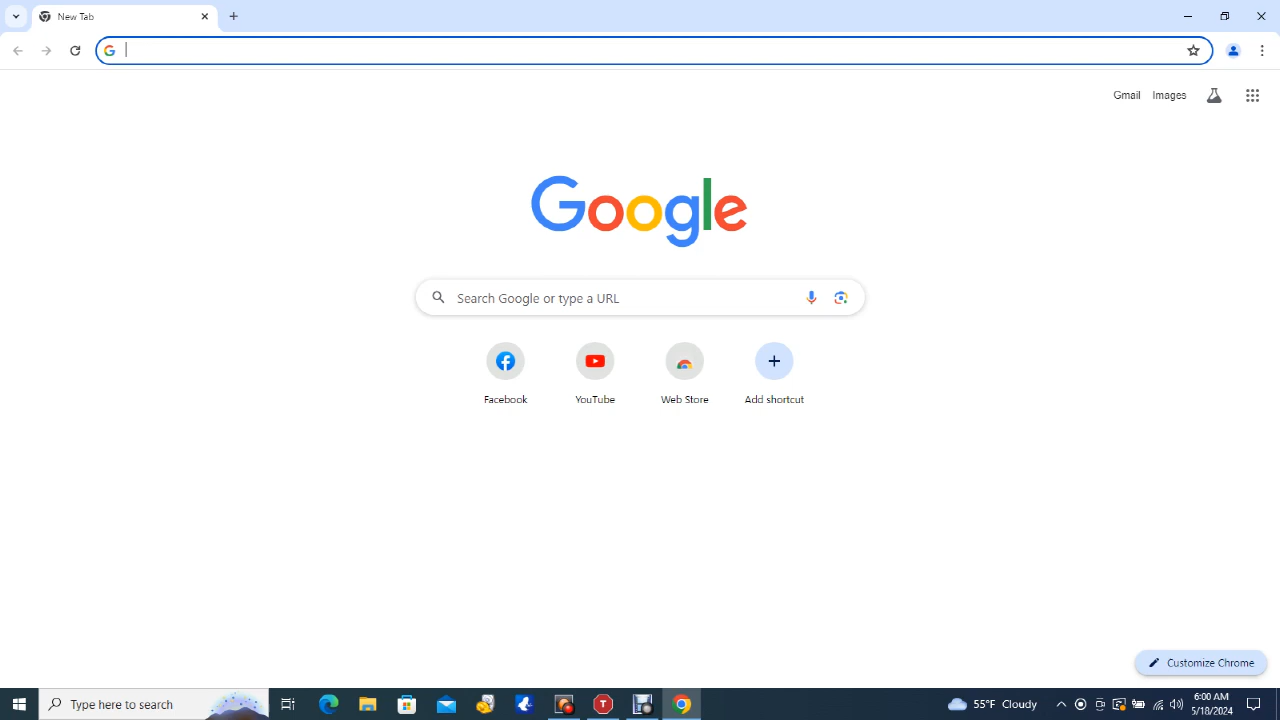 New Tab
Gmail Images
Google
Search Google or type a URL
Facebook YouTube Web Store Add shortcut
Customize Chrome
Type here to search
T
55°F Cloudy
6:00 AM
5/18/2024